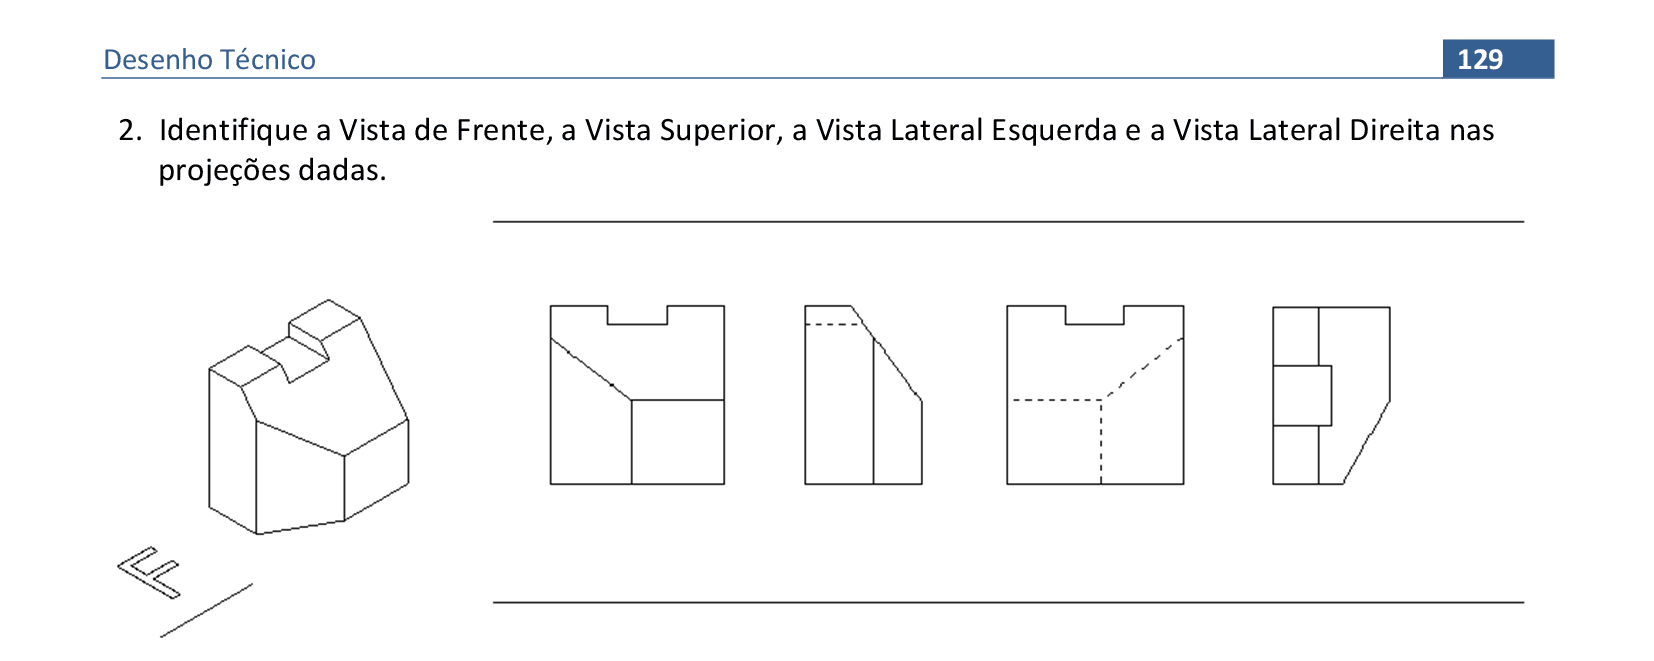 Desenho Técnico
129
2. Identifique a Vista de Frente, a Vista Superior, a Vista Lateral Esquerda e a Vista Lateral Direita nas
projeções dadas.
F